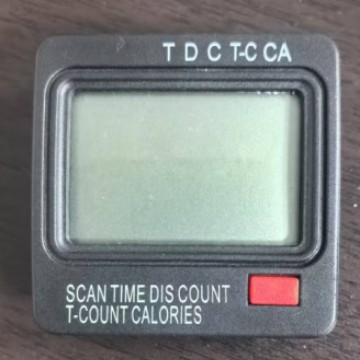 T D C T-C CA
SCAN TIME DIS COUNT
T-COUNT CALORIES